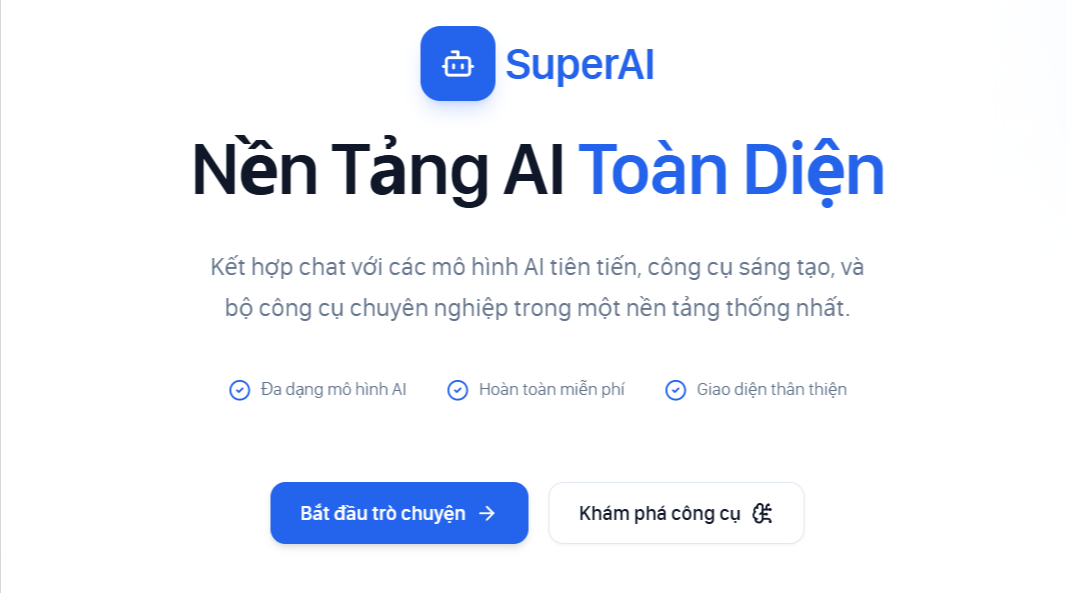 SuperAI
Nền Tảng AI Toàn Diện
Kết hợp chat với các mô hình AI tiên tiến, công cụ sáng tạo, và
bộ công cụ chuyên nghiệp trong một nền tảng thống nhất.
Đa dạng mô hình AI
Hoàn toàn miễn phí
Giao diện thân thiện
Bắt đầu trò chuyện
Khám phá công cụ